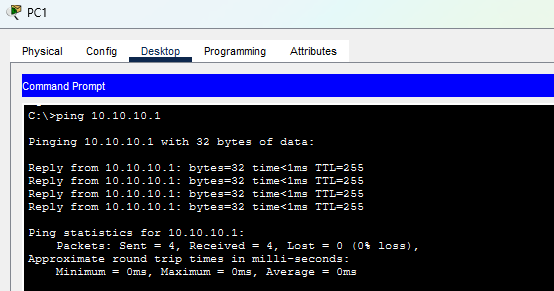 PC1
Physical Config Desktop Programming Attributes
Command Prompt
C:\>ping 10.10.10.1
Pinging 10.10.10.1 with 32 bytes of data:
Reply from 10.10.10.1: bytes=32 time<1ms TTL=255
Reply from 10.10.10.1: bytes=32 time<1ms TTL=255
Reply from 10.10.10.1: bytes=32 time<1ms TTL=255
Reply from 10.10.10.1: bytes=32 time<1ms TTL=255
Ping statistics for 10.10.10.1:
Packets: Sent = 4, Received = 4, Lost = 0 (0% loss),
Approximate round trip times in milli-seconds:
Minimum = 0ms, Maximum = 0ms, Average = 0ms